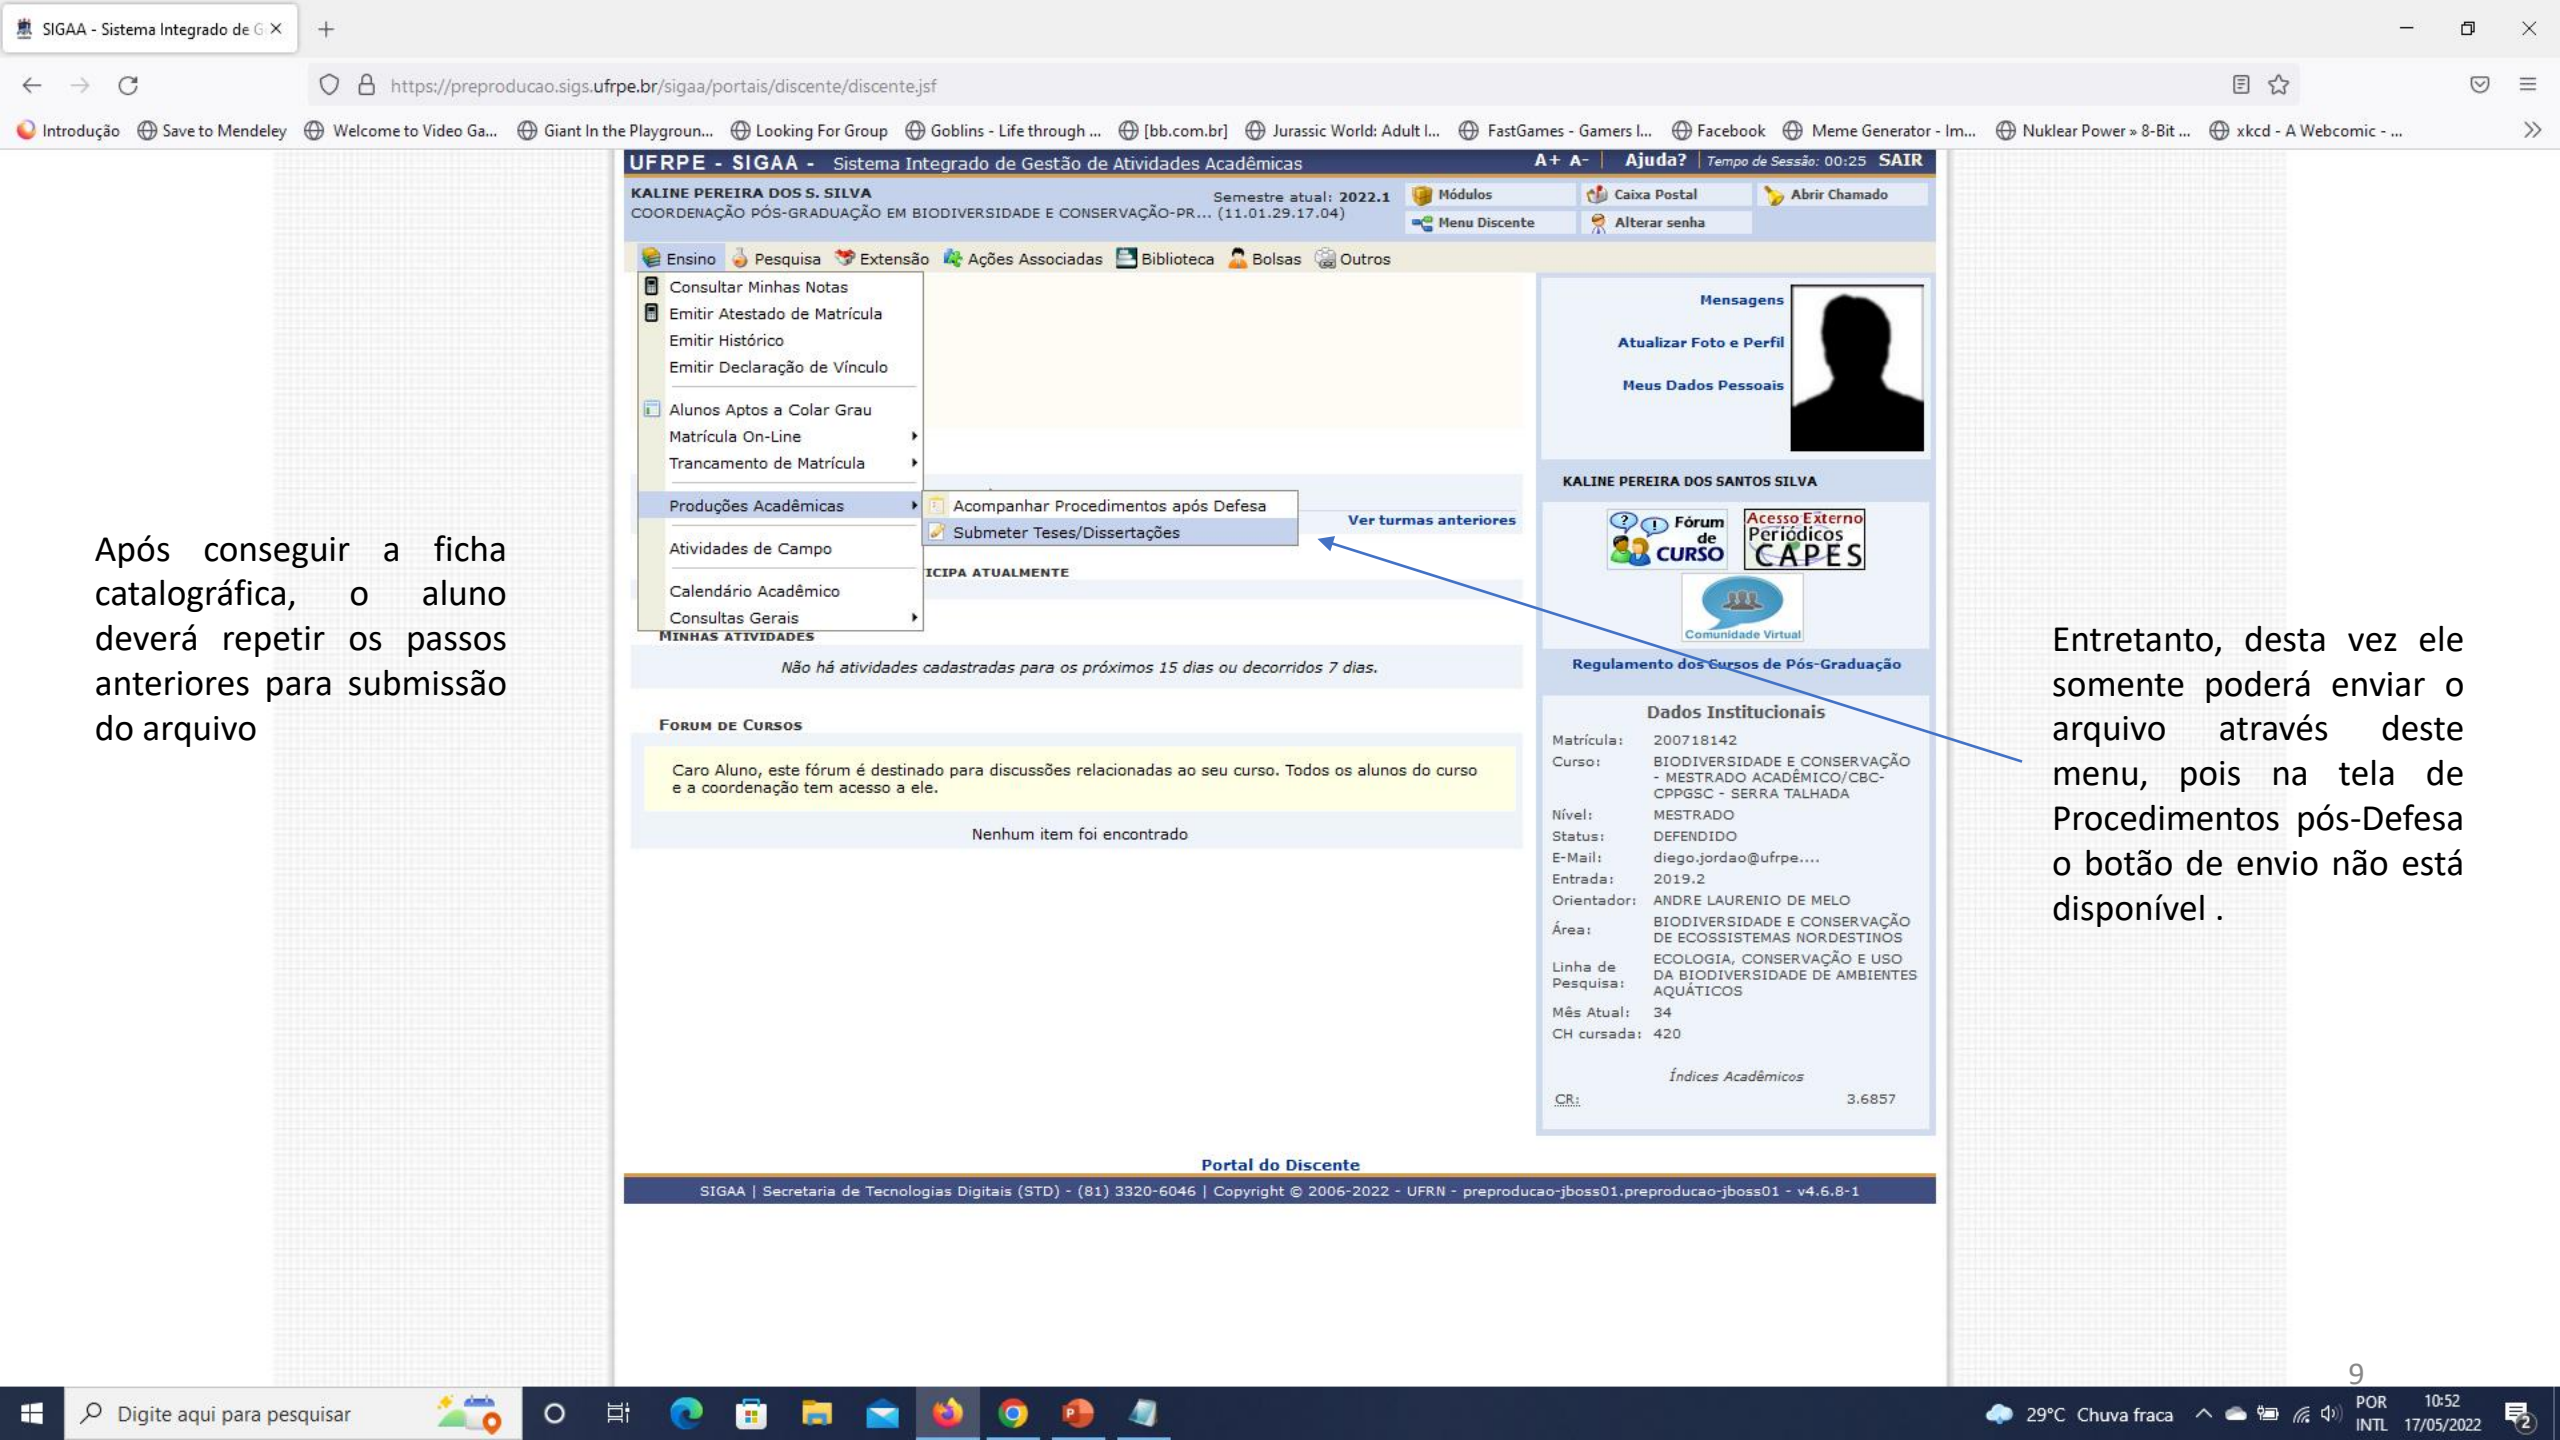 SIGAA - Sistema Integrado de G
https://preproducao.sigs.ufrpe.br/sigaa/portais/discente/discente.jsf
Introdução Save to Mendeley Welcome to Video Ga... Giant In the Playgroun... Looking For Group Goblins - Life through ... [bb.com.br] Jurassic World: Adult I... FastGames - Gamers I... Facebook Meme Generator - Im... Nuklear Power » 8-Bit ... xkcd - A Webcomic - ...
UFRPE - SIGAA - Sistema Integrado de Gestão de Atividades Acadêmicas A+ A- | Ajuda? | Tempo de Sessão: 00:25 SAIR
KALINE PEREIRA DOS S. SILVA
COORDENAÇÃO PÓS-GRADUAÇÃO EM BIODIVERSIDADE E CONSERVAÇÃO-PR... (11.01.29.17.04)
Semestre atual: 2022.1
Módulos Caixa Postal Abrir Chamado
Menu Discente Alterar senha
Ensino Pesquisa Extensão Ações Associadas Biblioteca Bolsas Outros
Consultar Minhas Notas
Emitir Atestado de Matrícula
Emitir Histórico
Emitir Declaração de Vínculo
Alunos Aptos a Colar Grau
Matrícula On-Line
Trancamento de Matrícula
Produções Acadêmicas
Acompanhar Procedimentos após Defesa
Submeter Teses/Dissertações
Atividades de Campo
Calendário Acadêmico
Consultas Gerais
Ver turmas anteriores
ICIPA ATUALMENTE
MINHAS ATIVIDADES
Não há atividades cadastradas para os próximos 15 dias ou decorridos 7 dias.
FORUM DE CURSOS
Caro Aluno, este fórum é destinado para discussões relacionadas ao seu curso. Todos os alunos do curso
e a coordenação tem acesso a ele.
Nenhum item foi encontrado
Mensagens
Atualizar Foto e Perfil
Meus Dados Pessoais
KALINE PEREIRA DOS SANTOS SILVA
Fórum
de
CURSO
Acesso Externo
Periódicos
CAPES
Comunidade Virtual
Regulamento dos Cursos de Pós-Graduação
Dados Institucionais
Matrícula: 200718142
Curso: BIODIVERSIDADE E CONSERVAÇÃO
- MESTRADO ACADÊMICO/CBC-
CPPGSC - SERRA TALHADA
Nível: MESTRADO
Status: DEFENDIDO
E-Mail: diego.jordao@ufrpe....
Entrada: 2019.2
Orientador: ANDRE LAURENIO DE MELO
Área: BIODIVERSIDADE E CONSERVAÇÃO
DE ECOSSISTEMAS NORDESTINOS
Linha de Pesquisa: ECOLOGIA, CONSERVAÇÃO E USO
DA BIODIVERSIDADE DE AMBIENTES
AQUÁTICOS
Mês Atual: 34
CH cursada: 420
Índices Acadêmicos
CR: 3.6857
Portal do Discente
SIGAA | Secretaria de Tecnologias Digitais (STD) - (81) 3320-6046 | Copyright © 2006-2022 - UFRN - preproducao-jboss01.preproducao-jboss01 - v4.6.8-1
Após conseguir a ficha
catalográfica, o aluno
deverá repetir os passos
anteriores para submissão
do arquivo
Entretanto, desta vez ele
somente poderá enviar o
arquivo através deste
menu, pois na tela de
Procedimentos pós-Defesa
o botão de envio não está
disponível .
9
Digite aqui para pesquisar
29°C Chuva fraca
POR
INTL
10:52
17/05/2022
2